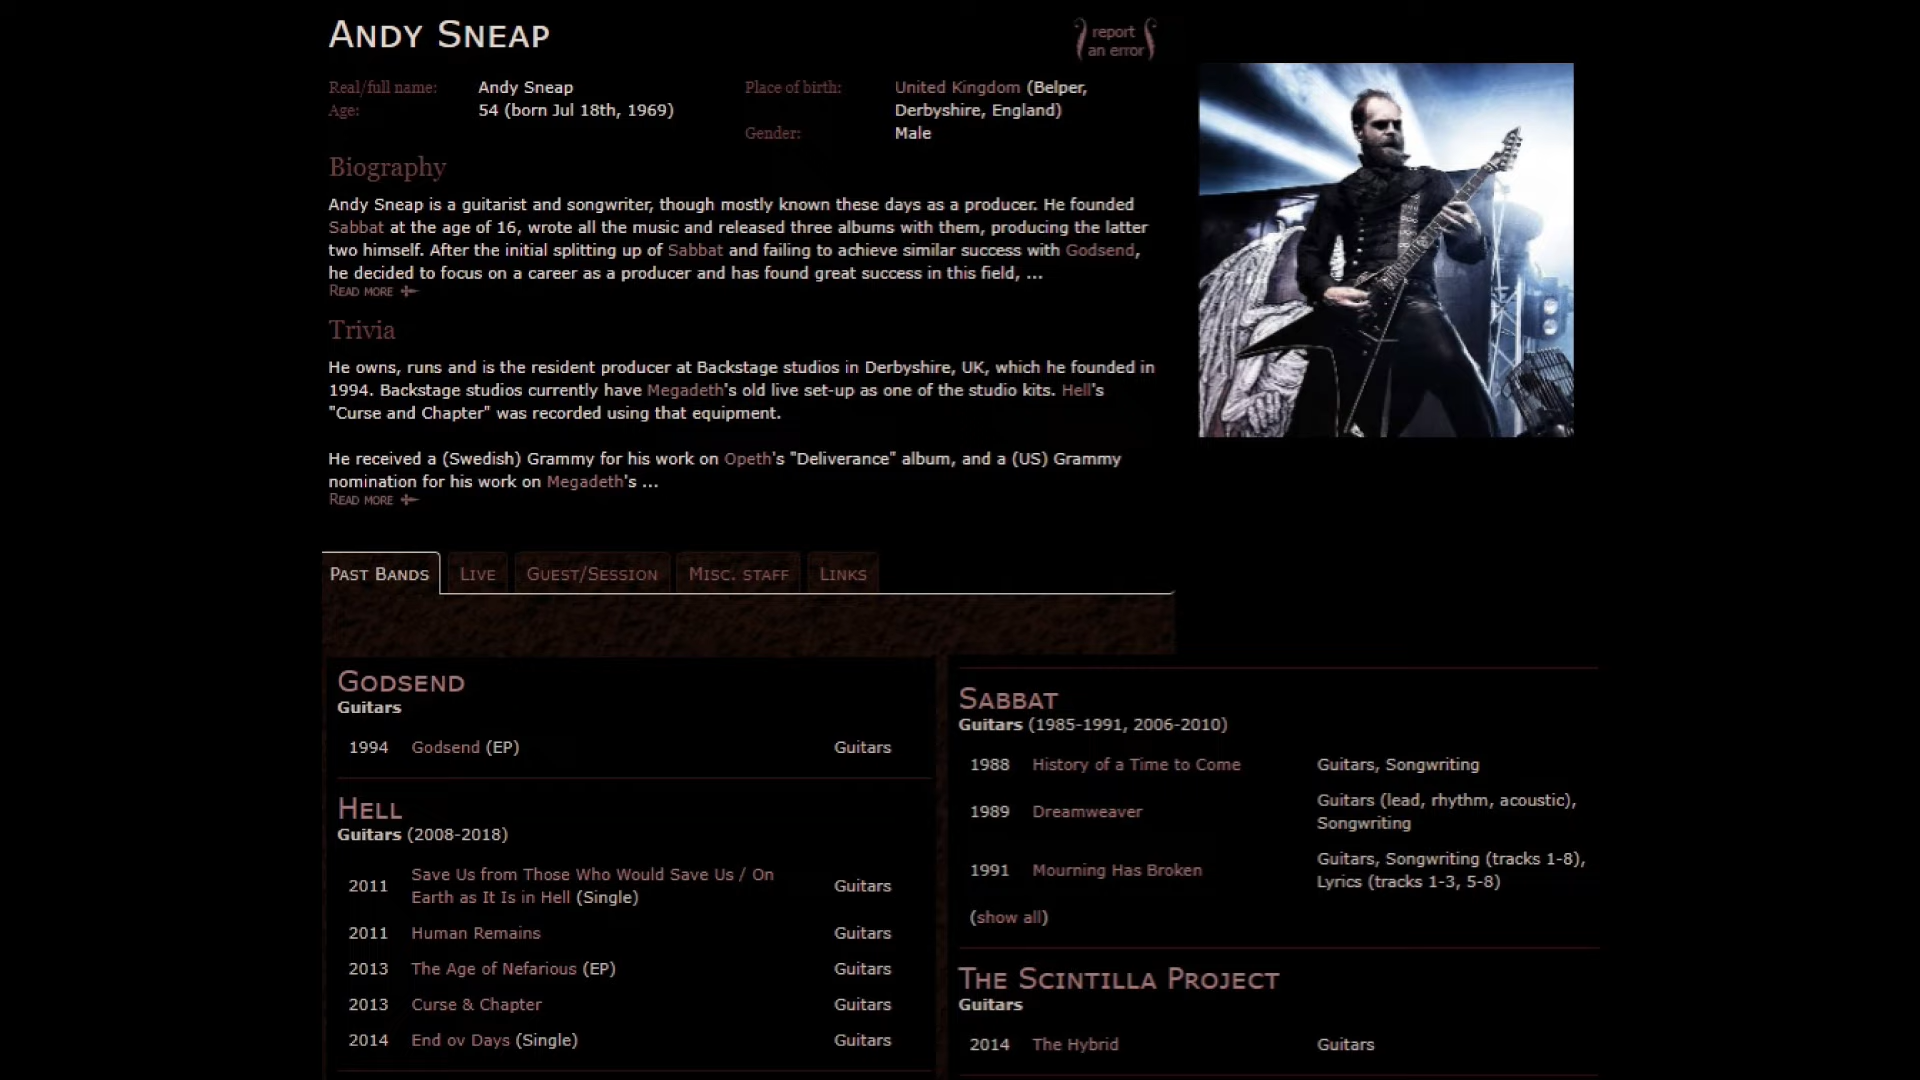 Andy Sneap
report
an error
Real/full name: Andy Sneap
Age: 54 (born Jul 18th, 1969)
Place of birth: United Kingdom (Belper,
Derbyshire, England)
Gender: Male
Biography
Andy Sneap is a guitarist and songwriter, though mostly known these days as a producer. He founded
Sabbat at the age of 16, wrote all the music and released three albums with them, producing the latter
two himself. After the initial splitting up of Sabbat and failing to achieve similar success with Godsend,
he decided to focus on a career as a producer and has found great success in this field, ...
Read more
Trivia
He owns, runs and is the resident producer at Backstage studios in Derbyshire, UK, which he founded in
1994. Backstage studios currently have Megadeth's old live set-up as one of the studio kits. Hell's
"Curse and Chapter" was recorded using that equipment.
He received a (Swedish) Grammy for his work on Opeth's "Deliverance" album, and a (US) Grammy
nomination for his work on Megadeth's ...
Read more
Past Bands Live Guest/Session Misc. staff Links
Godsend
Guitars
1994 Godsend (EP) Guitars
Hell
Guitars (2008-2018)
2011 Save Us from Those Who Would Save Us / On
Earth as It Is in Hell (Single) Guitars
2011 Human Remains Guitars
2013 The Age of Nefarious (EP) Guitars
2013 Curse & Chapter Guitars
2014 End ov Days (Single) Guitars
Sabbat
Guitars (1985-1991, 2006-2010)
1988 History of a Time to Come Guitars, Songwriting
1989 Dreamweaver Guitars (lead, rhythm, acoustic),
Songwriting
1991 Mourning Has Broken Guitars, Songwriting (tracks 1-8),
Lyrics (tracks 1-3, 5-8)
(show all)
The Scintilla Project
Guitars
2014 The Hybrid Guitars